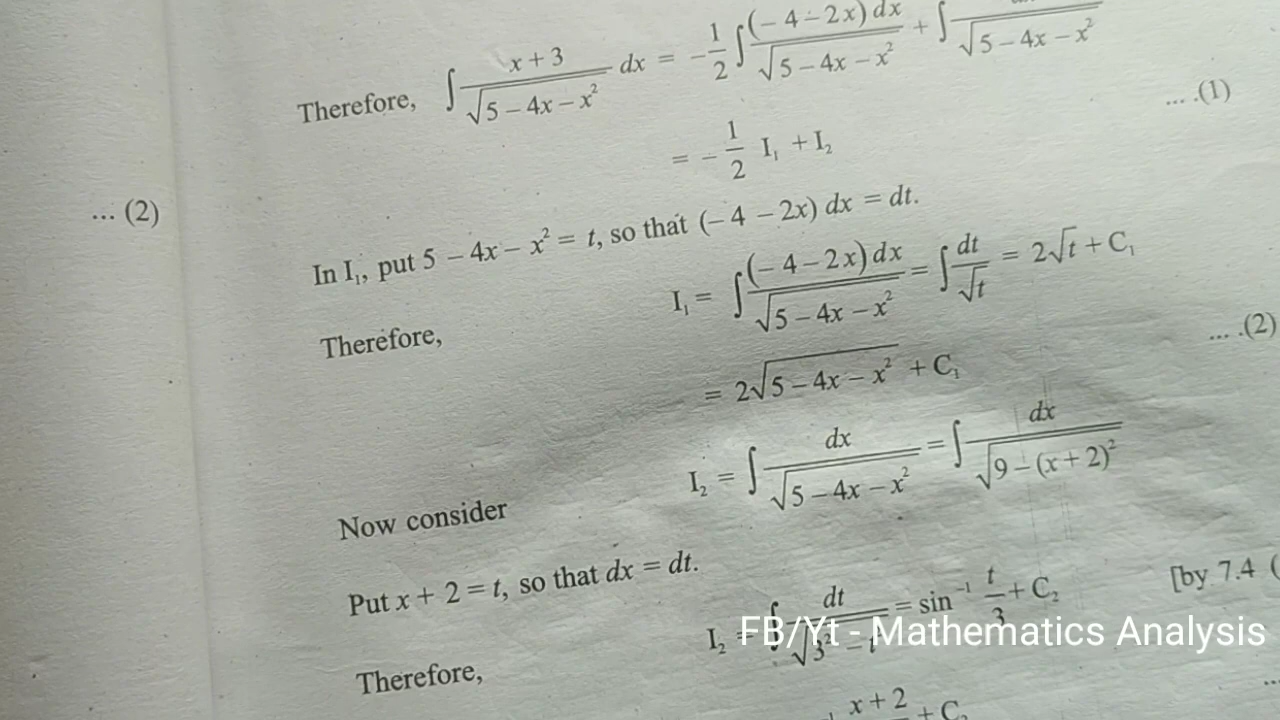 Therefore, ∫ (x + 3)/√(5 – 4x – x²) dx = –1/2 ∫ (– 4 – 2x) dx/√(5 – 4x – x²) + ∫ /√(5 – 4x – x²)
= – 1/2 I₁ + I₂ ... .(1)
... (2)
In I₁, put 5 – 4x – x² = t, so that (– 4 – 2x) dx = dt.
Therefore, I₁ = ∫ (– 4 – 2x) dx/√(5 – 4x – x²) = ∫ dt/√t = 2√t + C₁
= 2√(5 – 4x – x²) + C₁ ... .(2)
Now consider I₂ = ∫ dx/√(5 – 4x – x²) = ∫ dx/√(9 – (x + 2)²)
Put x + 2 = t, so that dx = dt.
Therefore, I₂ = ∫ dt/√(3² – t²) = sin⁻¹ t/3 + C₂ [by 7.4 (
FB/Yt - Mathematics Analysis
x + 2 + C₂ ...